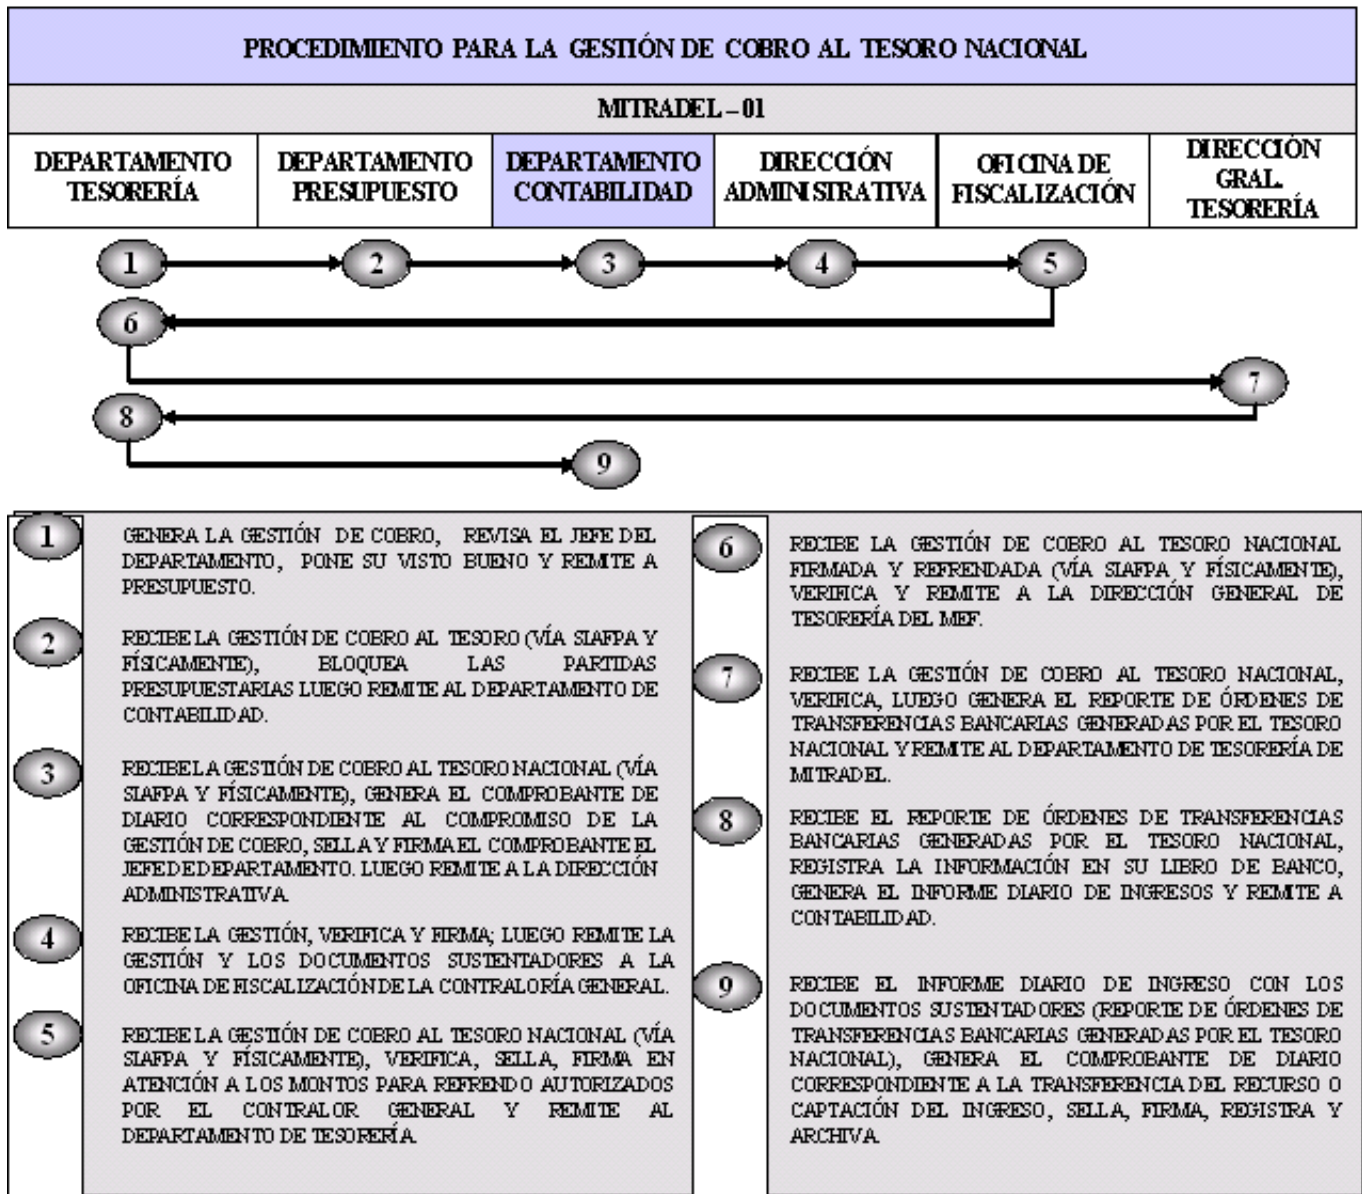 PROCEDIMIENTO PARA LA GESTIÓN DE COBRO AL TESORO NACIONAL
MITRADEL – 01
DEPARTAMENTO TESORERÍA
DEPARTAMENTO PRESUPUESTO
DEPARTAMENTO CONTABILIDAD
DIRECCIÓN ADMINISTRATIVA
OFICINA DE FISCALIZACIÓN
DIRECCIÓN GRAL. TESORERÍA
1 2 3 4 5
6
7
8
9
1
GENERA LA GESTIÓN DE COBRO, REVISA EL JEFE DEL
DEPARTAMENTO, PONE SU VISTO BUENO Y REMITE A
PRESUPUESTO.
2
RECIBE LA GESTIÓN DE COBRO AL TESORO (VÍA SIAFPA Y
FÍSICAMENTE), BLOQUEA LAS PARTIDAS
PRESUPUESTARIAS LUEGO REMITE AL DEPARTAMENTO DE
CONTABILIDAD.
3
RECIBE LA GESTIÓN DE COBRO AL TESORO NACIONAL (VÍA
SIAFPA Y FÍSICAMENTE), GENERA EL COMPROBANTE DE
DIARIO CORRESPONDIENTE AL COMPROMISO DE LA
GESTIÓN DE COBRO, SELLA Y FIRMA EL COMPROBANTE EL
JEFE DE DEPARTAMENTO. LUEGO REMITE A LA DIRECCIÓN
ADMINISTRATIVA.
4
RECIBE LA GESTIÓN, VERIFICA Y FIRMA; LUEGO REMITE LA
GESTIÓN Y LOS DOCUMENTOS SUSTENTADORES A LA
OFICINA DE FISCALIZACIÓN DE LA CONTRALORÍA GENERAL.
5
RECIBE LA GESTIÓN DE COBRO AL TESORO NACIONAL (VÍA
SIAFPA Y FÍSICAMENTE), VERIFICA, SELLA, FIRMA EN
ATENCIÓN A LOS MONTOS PARA REFRENDO AUTORIZADOS
POR EL CONTRALOR GENERAL Y REMITE AL
DEPARTAMENTO DE TESORERÍA.
6
RECIBE LA GESTIÓN DE COBRO AL TESORO NACIONAL
FIRMADA Y REFRENDADA (VÍA SIAFPA Y FÍSICAMENTE),
VERIFICA Y REMITE A LA DIRECCIÓN GENERAL DE
TESORERÍA DEL MEF.
7
RECIBE LA GESTIÓN DE COBRO AL TESORO NACIONAL,
VERIFICA, LUEGO GENERA EL REPORTE DE ÓRDENES DE
TRANSFERENCIAS BANCARIAS GENERADAS POR EL TESORO
NACIONAL Y REMITE AL DEPARTAMENTO DE TESORERÍA DE
MITRADEL.
8
RECIBE EL REPORTE DE ÓRDENES DE TRANSFERENCIAS
BANCARIAS GENERADAS POR EL TESORO NACIONAL,
REGISTRA LA INFORMACIÓN EN SU LIBRO DE BANCO,
GENERA EL INFORME DIARIO DE INGRESOS Y REMITE A
CONTABILIDAD.
9
RECIBE EL INFORME DIARIO DE INGRESO CON LOS
DOCUMENTOS SUSTENTADORES (REPORTE DE ÓRDENES DE
TRANSFERENCIAS BANCARIAS GENERADAS POR EL TESORO
NACIONAL), GENERA EL COMPROBANTE DE DIARIO
CORRESPONDIENTE A LA TRANSFERENCIA DEL RECURSO O
CAPTACIÓN DEL INGRESO, SELLA, FIRMA, REGISTRA Y
ARCHIVA.